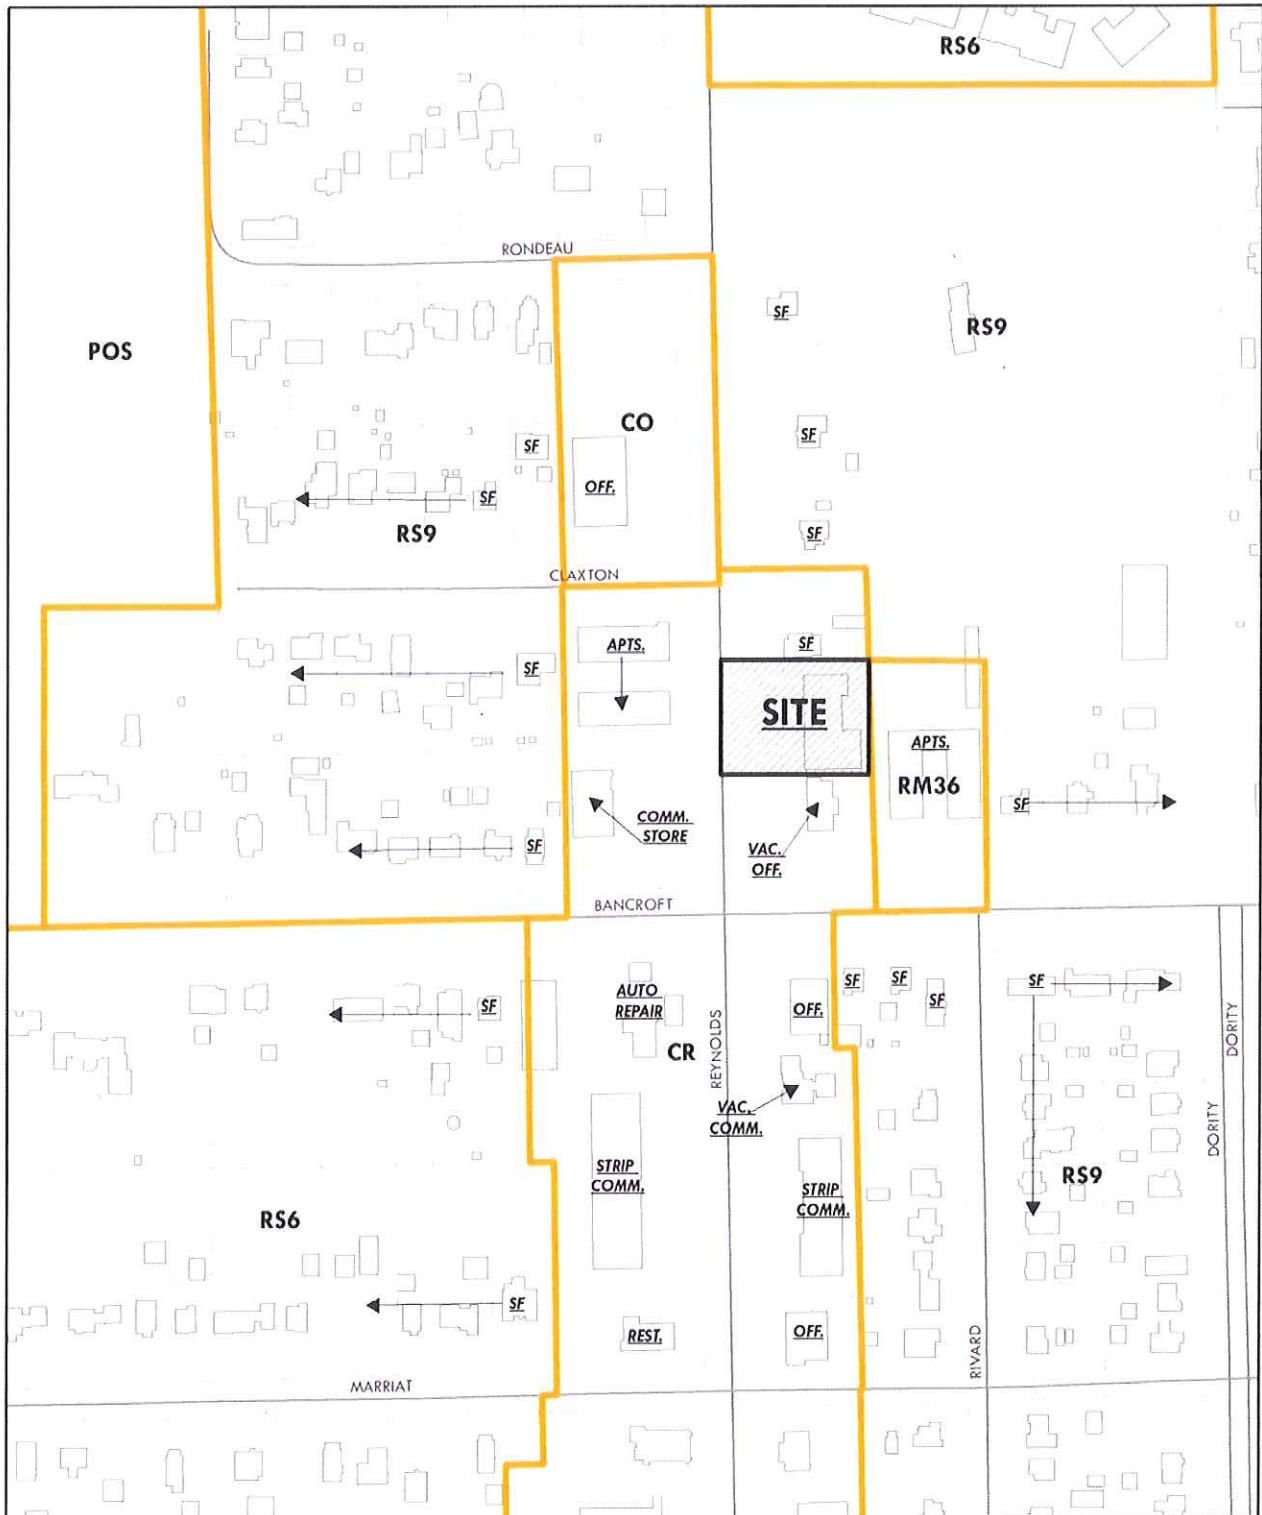 RS6
RONDEAU
SF
RS9
POS
CO
SF
SF
OFF.
SF
RS9
SF
CLAXTON
APTS.
SF
SF
SITE
APTS.
RM36
SF
COMM.
STORE
SF
VAC.
OFF.
BANCROFT
SF
SF
SF
SF
SF
AUTO
REPAIR
OFF.
REYNOLDS
CR
DORITY
DORITY
VAC.
COMM.
STRIP
COMM.
STRIP
COMM.
RS9
RS6
SF
REST.
OFF.
RIVARD
MARRIAT